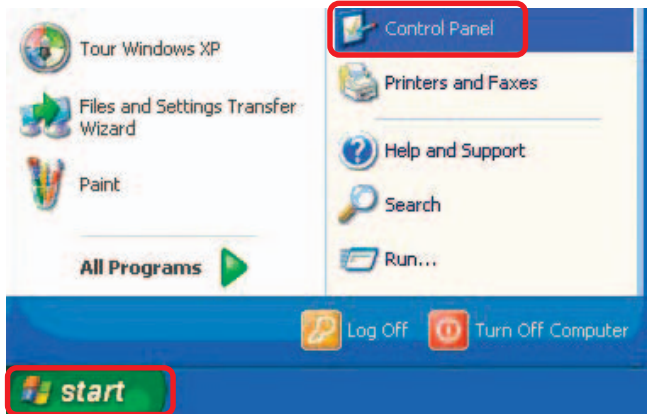 Tour Windows XP
Files and Settings Transfer
Wizard
Paint
All Programs
Control Panel
Printers and Faxes
Help and Support
Search
Run...
Log Off
Turn Off Computer
start